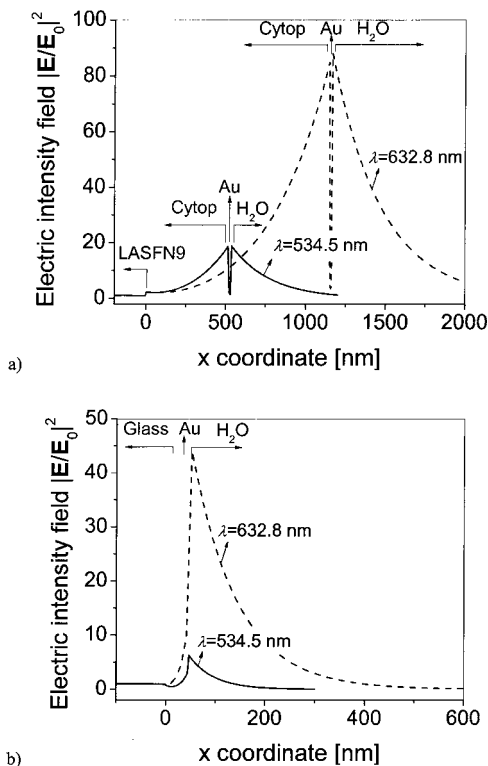 a)
Electric intensity field |E/E₀|²
100
80
60
40
20
0
Cytop Au H₂O
λ=632.8 nm
Au
Cytop H₂O
LASFN9
λ=534.5 nm
0 500 1000 1500 2000
x coordinate [nm]
b)
Electric intensity field |E/E₀|²
50
40
30
20
10
0
Glass Au H₂O
λ=632.8 nm
λ=534.5 nm
0 200 400 600
x coordinate [nm]